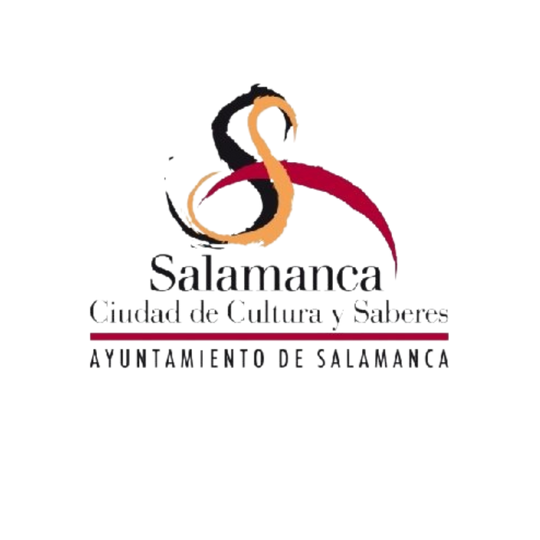 Salamanca
Ciudad de Cultura y Saberes
AYUNTAMIENTO DE SALAMANCA